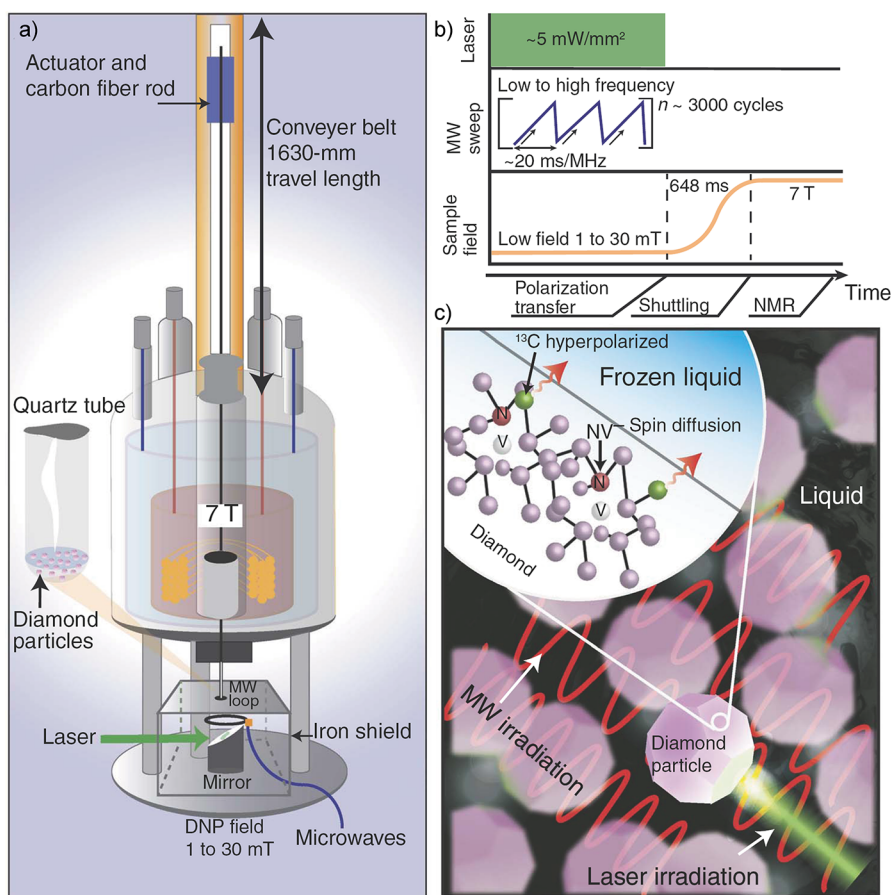 a)
Actuator and
carbon fiber rod
Conveyer belt
1630-mm
travel length
Quartz tube
7 T
Diamond
particles
MW
loop
Laser
Iron shield
Mirror
DNP field
1 to 30 mT
Microwaves
b)
Laser
~5 mW/mm²
MW
sweep
Low to high frequency
n ~ 3000 cycles
~20 ms/MHz
Sample
field
Low field 1 to 30 mT
648 ms
7 T
Polarization
transfer
Shuttling
NMR
Time
c)
¹³C hyperpolarized
Frozen liquid
N
V
NV
Spin diffusion
N
V
Diamond
Liquid
MW irradiation
Diamond
particle
Laser irradiation